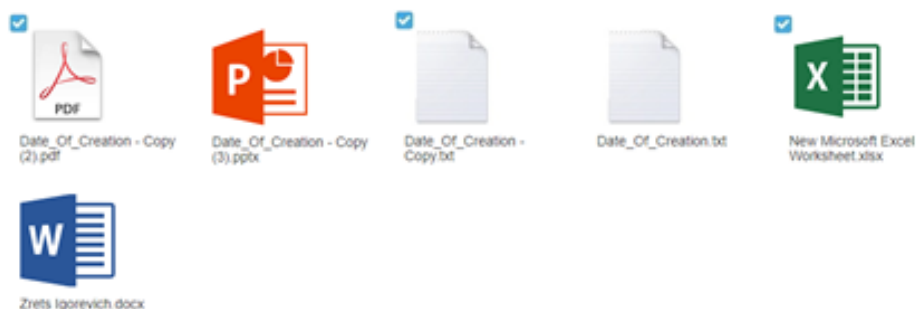 PDF
Date_Of_Creation - Copy
(2).pdf
P
Date_Of_Creation - Copy
(3).pptx
Date_Of_Creation -
Copy.txt
Date_Of_Creation.txt
X
New Microsoft Excel
Worksheet.xlsx
W
Zrets Igorevich.docx